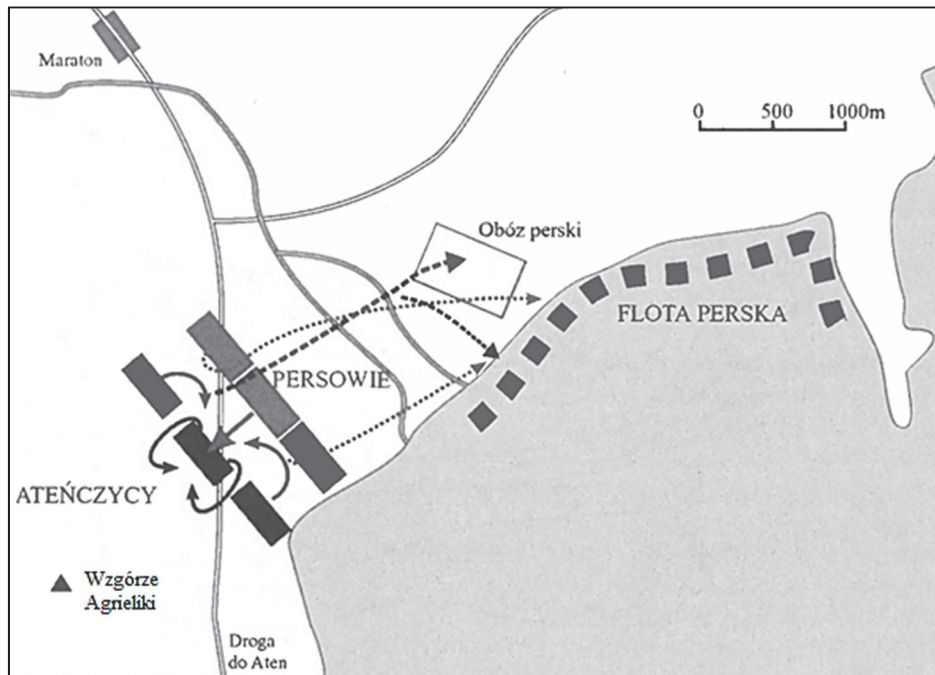 Maraton
0 500 1000m
Obóz perski
FLOTA PERSKA
PERSOWIE
ATEŃCZYCY
Wzgórze
Agrieliki
Droga
do Aten